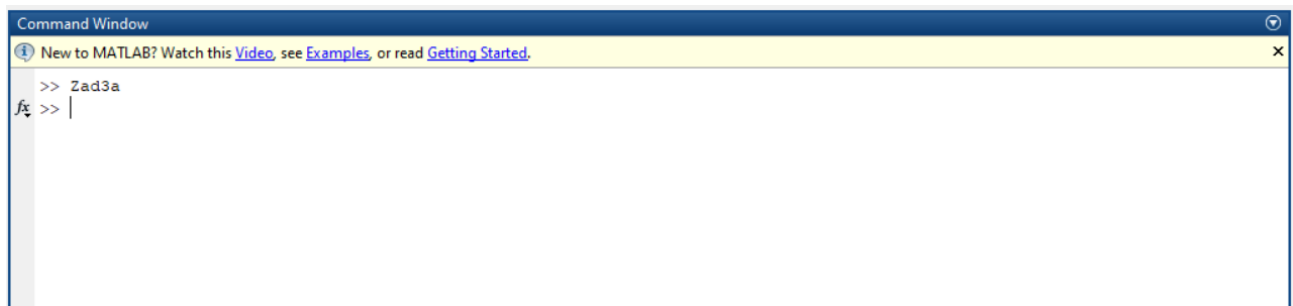 Command Window
New to MATLAB? Watch this Video, see Examples, or read Getting Started.
>> Zad3a
fx >>